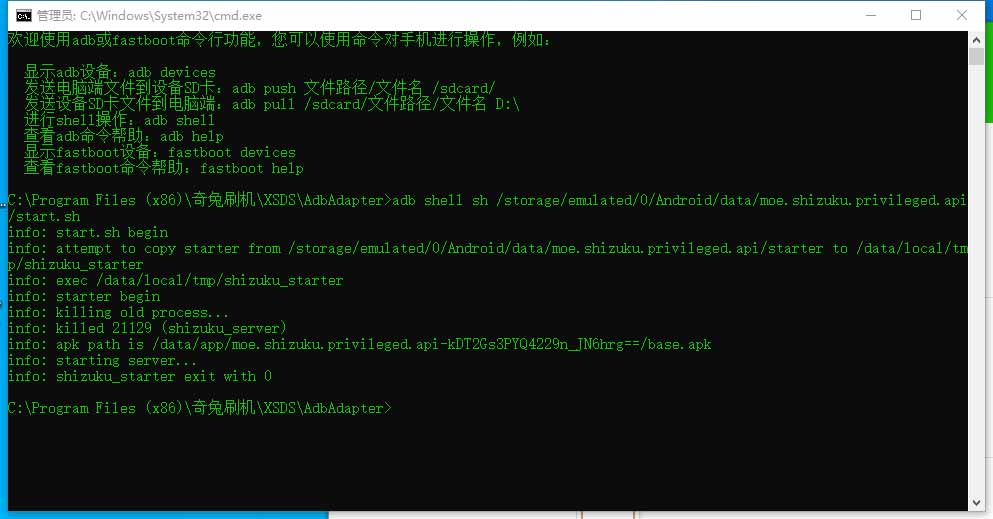 管理员: C:\Windows\System32\cmd.exe
欢迎使用adb或fastboot命令行功能，您可以使用命令对手机进行操作，例如：
显示adb设备：adb devices
发送电脑端文件到设备SD卡：adb push 文件路径/文件名 /sdcard/
发送设备SD卡文件到电脑端：adb pull /sdcard/文件路径/文件名 D:\
进行shell操作：adb shell
查看adb命令帮助：adb help
显示fastboot设备：fastboot devices
查看fastboot命令帮助：fastboot help
C:\Program Files (x86)\奇兔刷机\XSDS\AdbAdapter>adb shell sh /storage/emulated/0/Android/data/moe.shizuku.privileged.api
/start.sh
info: start.sh begin
info: attempt to copy starter from /storage/emulated/0/Android/data/moe.shizuku.privileged.api/starter to /data/local/tm
p/shizuku_starter
info: exec /data/local/tmp/shizuku_starter
info: starter begin
info: killing old process...
info: killed 21129 (shizuku_server)
info: apk path is /data/app/moe.shizuku.privileged.api-kDT2Gs3PYQ4229n_JN6hrg==/base.apk
info: starting server...
info: shizuku_starter exit with 0
C:\Program Files (x86)\奇兔刷机\XSDS\AdbAdapter>